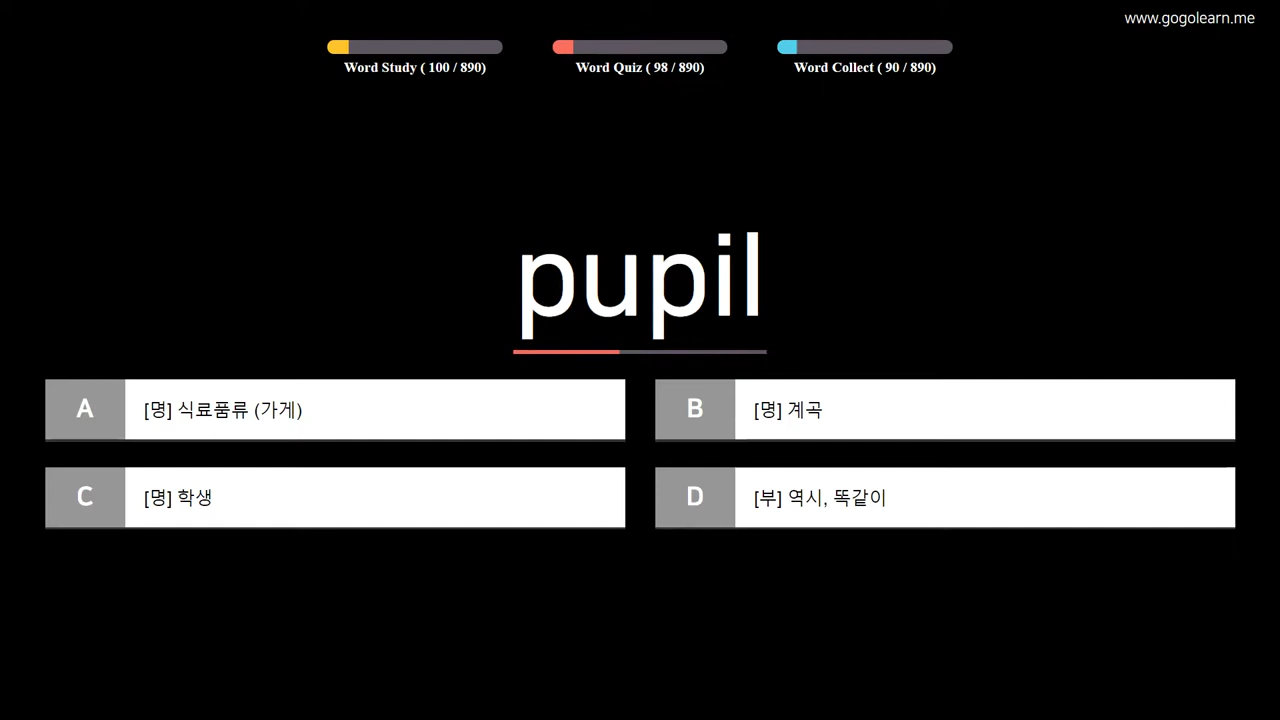 www.gogolearn.me
Word Study ( 100 / 890)
Word Quiz ( 98 / 890)
Word Collect ( 90 / 890)
pupil
A [명] 식료품류 (가게)
B [명] 계곡
C [명] 학생
D [부] 역시, 똑같이